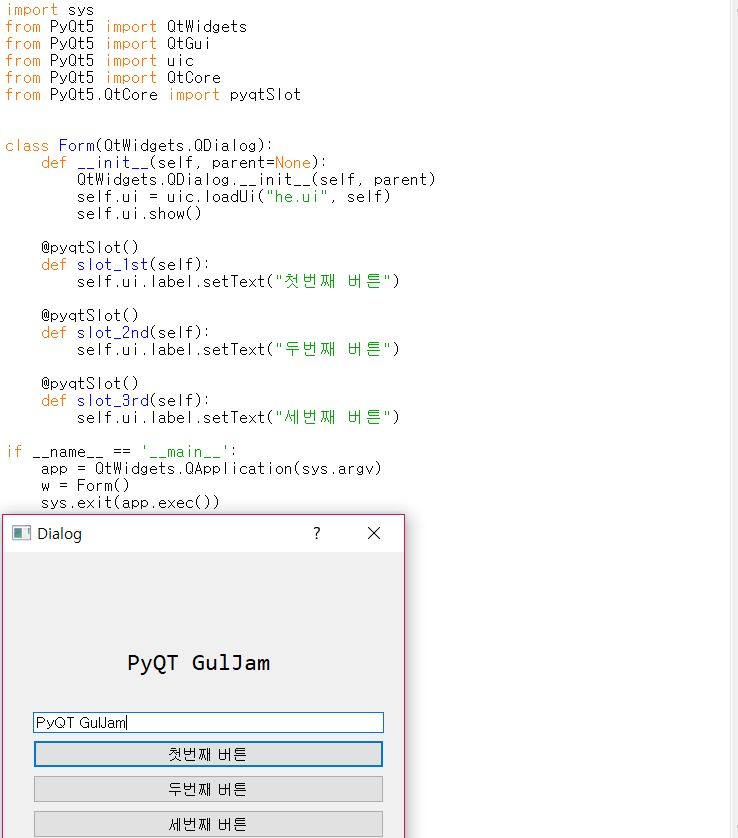 import sys
from PyQt5 import QtWidgets
from PyQt5 import QtGui
from PyQt5 import uic
from PyQt5 import QtCore
from PyQt5.QtCore import pyqtSlot
class Form(QtWidgets.QDialog):
def __init__(self, parent=None):
QtWidgets.QDialog.__init__(self, parent)
self.ui = uic.loadUi("he.ui", self)
self.ui.show()
@pyqtSlot()
def slot_1st(self):
self.ui.label.setText("첫번째 버튼")
@pyqtSlot()
def slot_2nd(self):
self.ui.label.setText("두번째 버튼")
@pyqtSlot()
def slot_3rd(self):
self.ui.label.setText("세번째 버튼")
if __name__ == '__main__':
app = QtWidgets.QApplication(sys.argv)
w = Form()
sys.exit(app.exec())
Dialog ?
PyQT GulJam
PyQT GulJam
첫번째 버튼
두번째 버튼
세번째 버튼